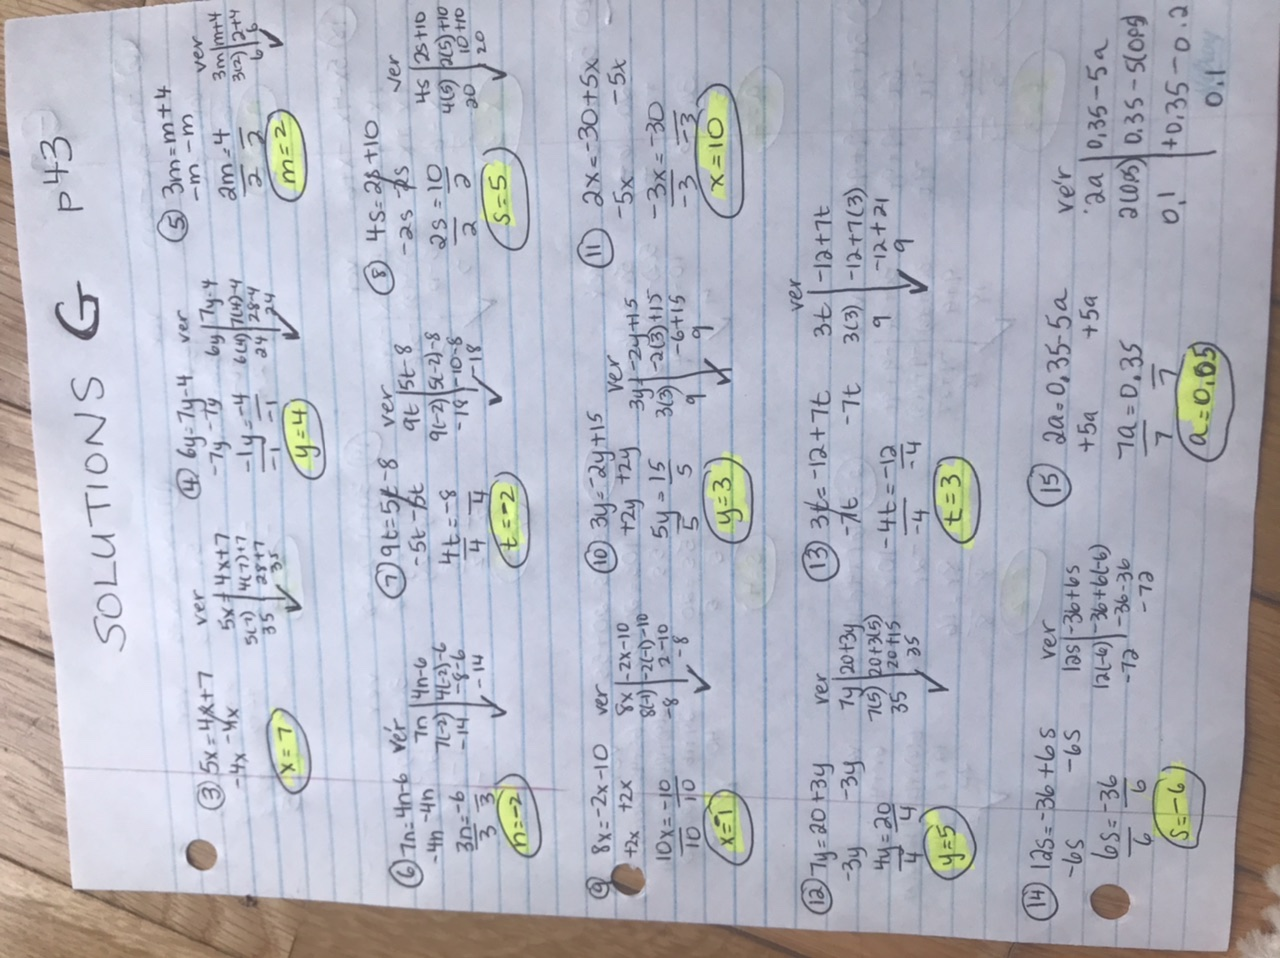 SOLUTIONS G p43
③ 5x = 4x + 7
-4x -4x
x = 7
ver
5x = 4x + 7
5(7) 4(7)+7
35 28+7
35
④ 6y = 7y - 4
-7y -7y
-1y = -4
-1 -1
y = 4
ver
6y 7y-4
6(4) 7(4)-4
24 28-4
24
⑤ 3m = m + 4
-m -m
2m = 4
2 2
m = 2
ver
3m m+4
3(2) 2+4
6 6
⑥ 7n = 4n - 6
-4n -4n
3n = -6
3 3
n = -2
ver
7n 4n-6
7(-2) 4(-2)-6
-14 -8-6
-14
⑦ 9t = 5t - 8
-5t -5t
4t = -8
4 4
t = -2
ver
9t 5t-8
9(-2) 5(-2)-8
-18 -10-8
-18
⑧ 4s = 2s + 10
-2s -2s
2s = 10
2 2
s = 5
ver
4s 2s+10
4(5) 2(5)+10
20 10+10
20
⑨ 8x = -2x - 10
+2x +2x
10x = -10
10 10
x = -1
ver
8x -2x-10
8(-1) -2(-1)-10
-8 2-10
-8
⑩ 3y = -2y + 15
+2y +2y
5y = 15
5 5
y = 3
ver
3y -2y+15
3(3) -2(3)+15
9 -6+15
9
⑪ 2x = -30 + 5x
-5x -5x
-3x = -30
-3 -3
x = 10
⑫ 7y = 20 + 3y
-3y -3y
4y = 20
4 4
y = 5
ver
7y 20+3y
7(5) 20+3(5)
35 20+15
35
⑬ 3t = -12 + 7t
-7t -7t
-4t = -12
-4 -4
t = 3
ver
3t -12+7t
3(3) -12+7(3)
9 -12+21
9
⑭ 12s = -36 + 6s
-6s -6s
6s = -36
6 6
s = -6
ver
12s -36+6s
12(-6) -36+6(-6)
-72 -36-36
-72
⑮ 2a = 0.35 - 5a
+5a +5a
7a = 0.35
7 7
a = 0.05
ver
2a 0.35-5a
2(0.05) 0.35-5(0.05)
0.1 +0.35-0.2
0.1